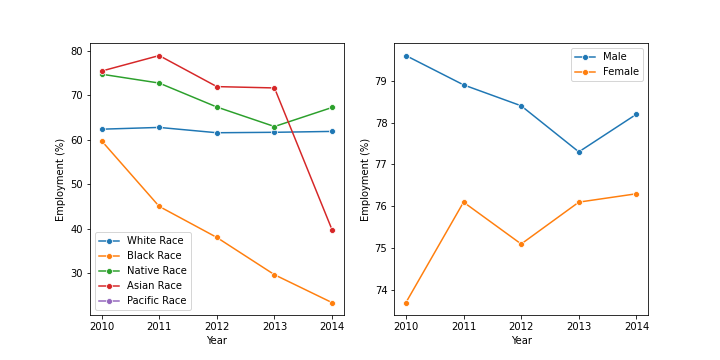 80
70
60
50
40
30
Employment (%)
White Race
Black Race
Native Race
Asian Race
Pacific Race
2010 2011 2012 2013 2014
Year
79
78
77
76
75
74
Employment (%)
Male
Female
2010 2011 2012 2013 2014
Year